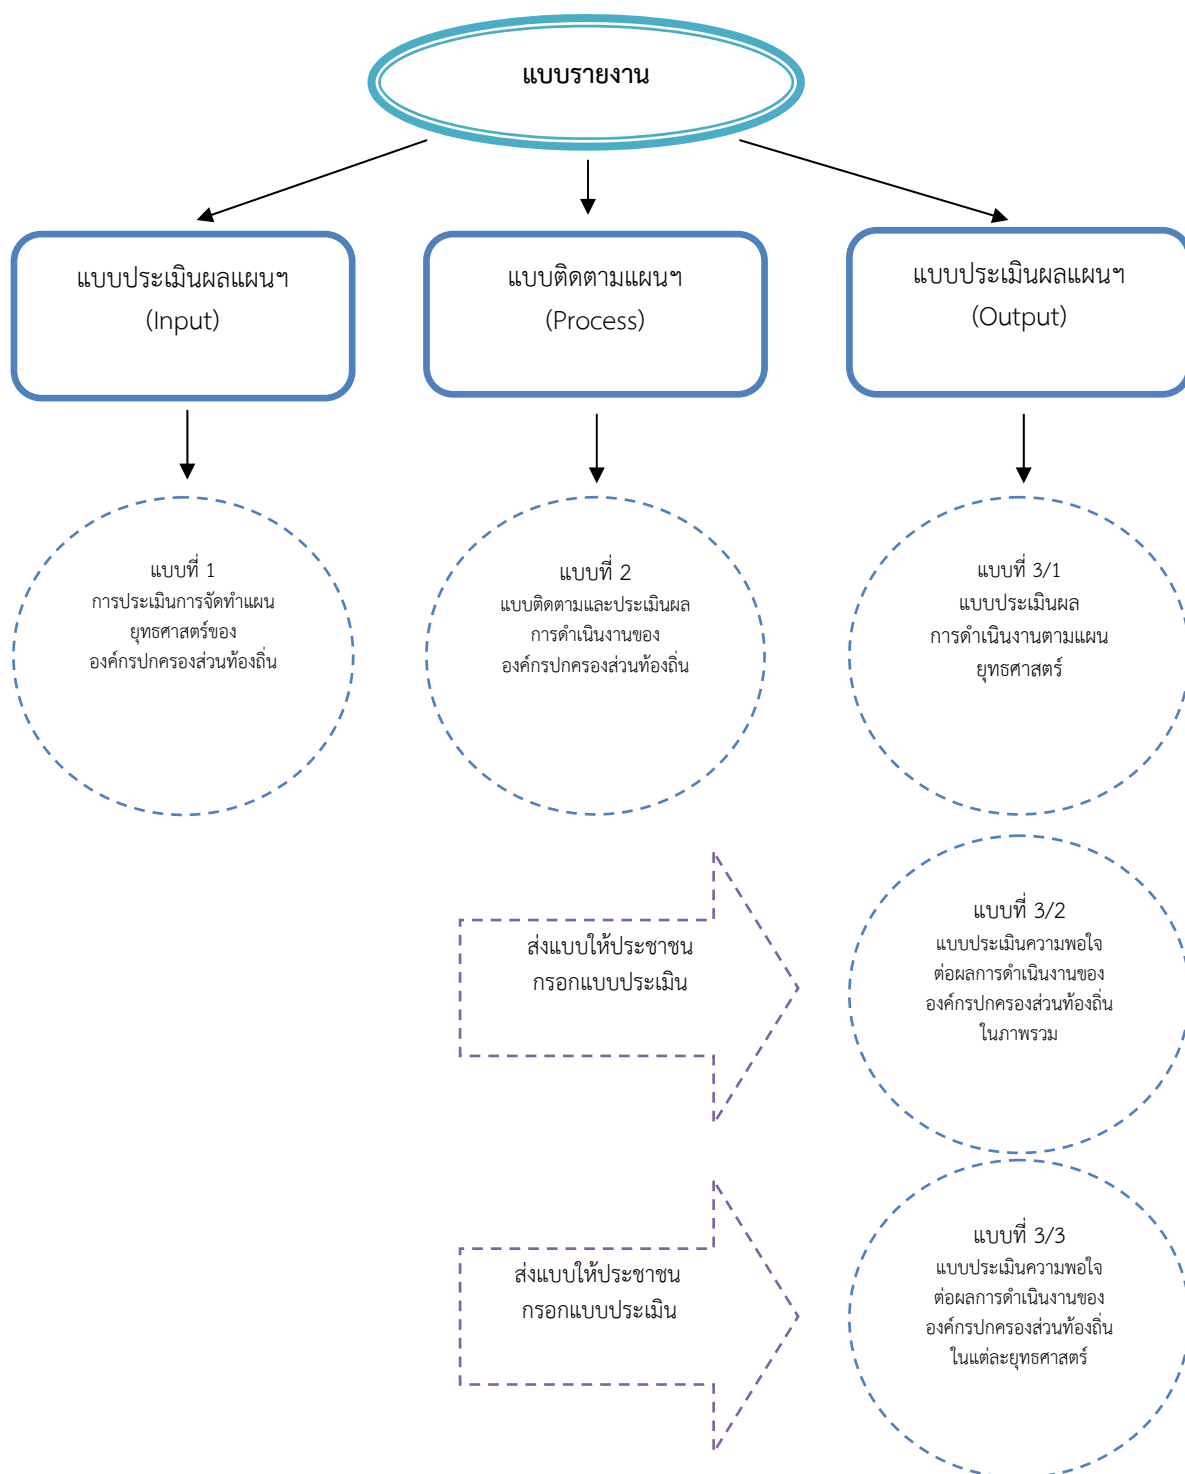 แบบรายงาน
แบบประเมินผลแผนฯ
(Input)
แบบติดตามแผนฯ
(Process)
แบบประเมินผลแผนฯ
(Output)
แบบที่ 1
การประเมินการจัดทำแผน
ยุทธศาสตร์ของ
องค์กรปกครองส่วนท้องถิ่น
แบบที่ 2
แบบติดตามและประเมินผล
การดำเนินงานของ
องค์กรปกครองส่วนท้องถิ่น
แบบที่ 3/1
แบบประเมินผล
การดำเนินงานตามแผน
ยุทธศาสตร์
ส่งแบบให้ประชาชน
กรอกแบบประเมิน
แบบที่ 3/2
แบบประเมินความพอใจ
ต่อผลการดำเนินงานของ
องค์กรปกครองส่วนท้องถิ่น
ในภาพรวม
ส่งแบบให้ประชาชน
กรอกแบบประเมิน
แบบที่ 3/3
แบบประเมินความพอใจ
ต่อผลการดำเนินงานของ
องค์กรปกครองส่วนท้องถิ่น
ในแต่ละยุทธศาสตร์